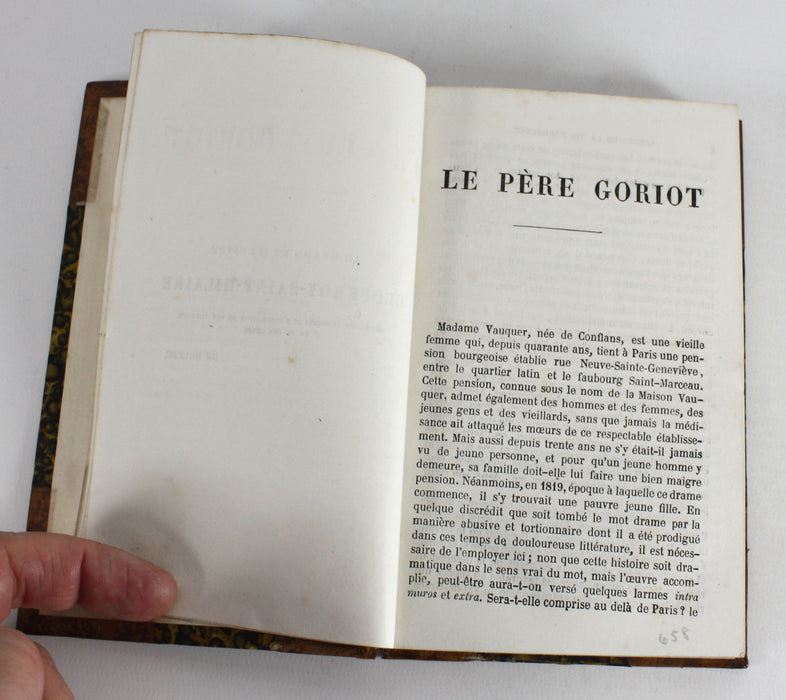 LE PÈRE GORIOT
Madame Vauquer, née de Conflans, est une vieille
femme qui, depuis quarante ans, tient à Paris une pen-
sion bourgeoise établie rue Neuve-Sainte-Geneviève,
entre le quartier latin et le faubourg Saint-Marceau.
Cette pension, connue sous le nom de la Maison Vau-
quer, admet également des hommes et des femmes, des
jeunes gens et des vieillards, sans que jamais la médi-
sance ait attaqué les mœurs de ce respectable établisse-
ment. Mais aussi depuis trente ans ne s'y était-il jamais
vu de jeune personne, et pour qu'un jeune homme y
demeure, sa famille doit-elle lui faire une bien maigre
pension. Néanmoins, en 1819, époque à laquelle ce drame
commence, il s'y trouvait une pauvre jeune fille. En
quelque discrédit que soit tombé le mot drame par la
manière abusive et tortionnaire dont il a été prodigué
dans ces temps de douloureuse littérature, il est néces-
saire de l'employer ici ; non que cette histoire soit dra-
matique dans le sens vrai du mot, mais l'œuvre accom-
plie, peut-être aura-t-on versé quelques larmes intra
muros et extra. Sera-t-elle comprise au delà de Paris ? le
658